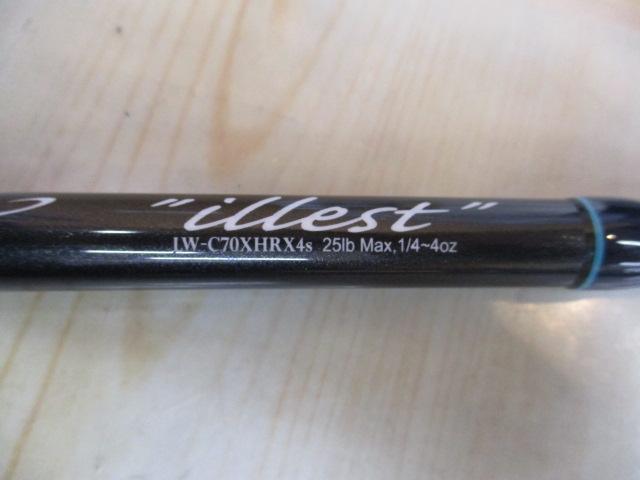 "illest"
LW-C70XHRX4s 25lb Max,1/4~4oz